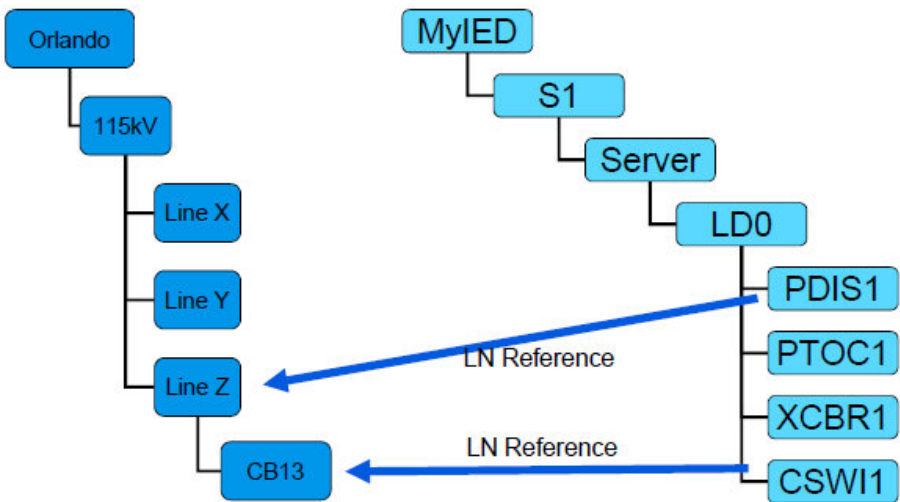 Orlando
115kV
Line X
Line Y
Line Z
CB13
MyIED
S1
Server
LD0
PDIS1
PTOC1
XCBR1
CSWI1
LN Reference
LN Reference